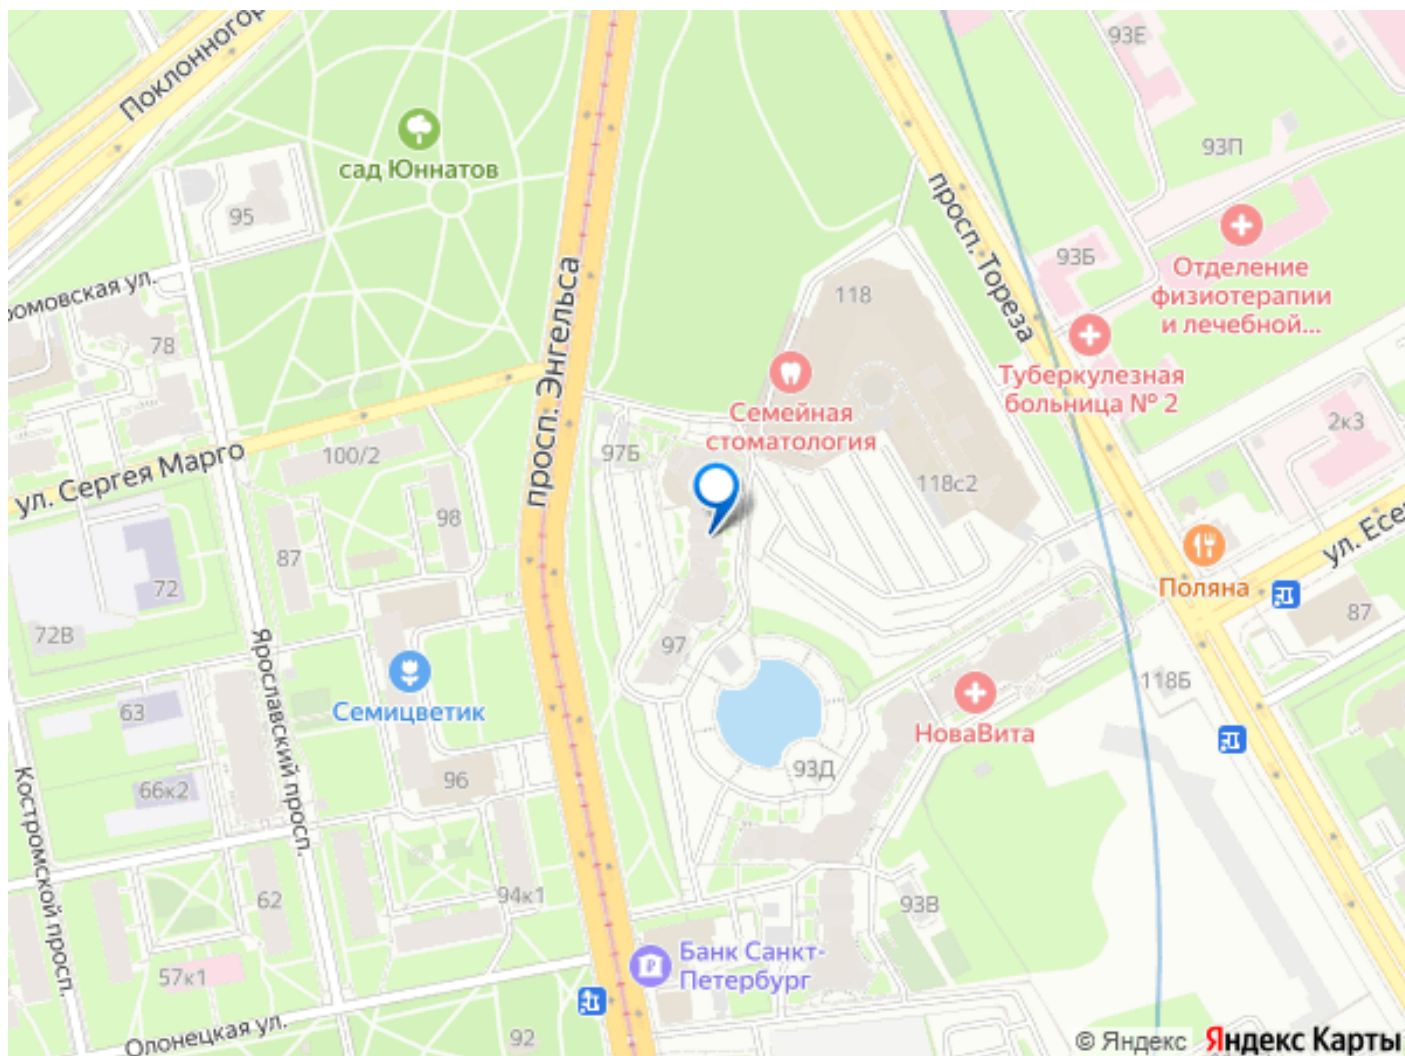 93Е
Поклонногор
93П
сад Юннатов
просп. Тореза
95
93Б
Отделение
физиотерапии
и лечебной...
ромовская ул.
118
просп. Энгельса
78
Туберкулезная
больница № 2
Семейная
стоматология
2к3
97Б
100/2
ул. Сергея Марго
118с2
98
ул. Есе
87
72
Поляна
87
72В
97
Ярославский просп.
118Б
Семицветик
63
НоваВита
93Д
96
66к2
Костромской просп.
62
94к1
93В
Банк Санкт-
Петербург
57к1
Олонецкая ул.
92
© Яндекс Яндекс Карты